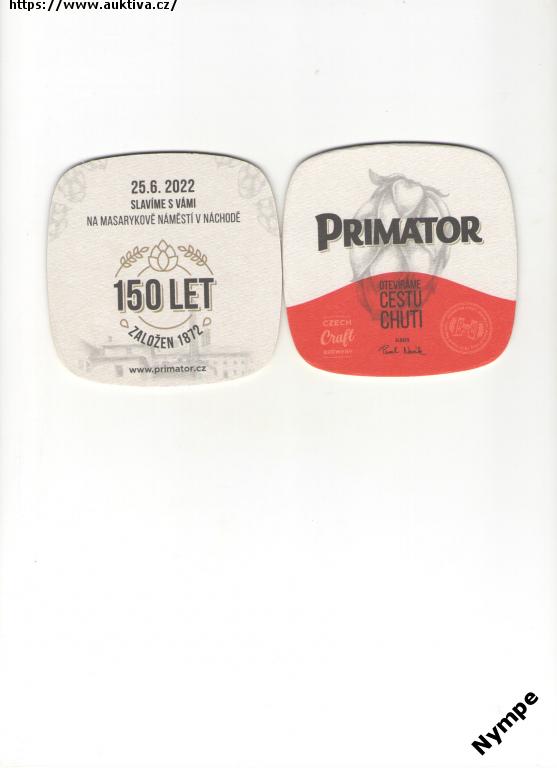 https://www.auktiva.cz/
25.6. 2022
SLAVÍME S VÁMI
NA MASARYKOVĚ NÁMĚSTÍ V NÁCHODĚ
150 LET
ZALOŽEN 1872
www.primator.cz
PRIMÁTOR
OTEVÍRÁME
CESTU
CHUTI
CZECH
Craft
BREWERY
Nympe